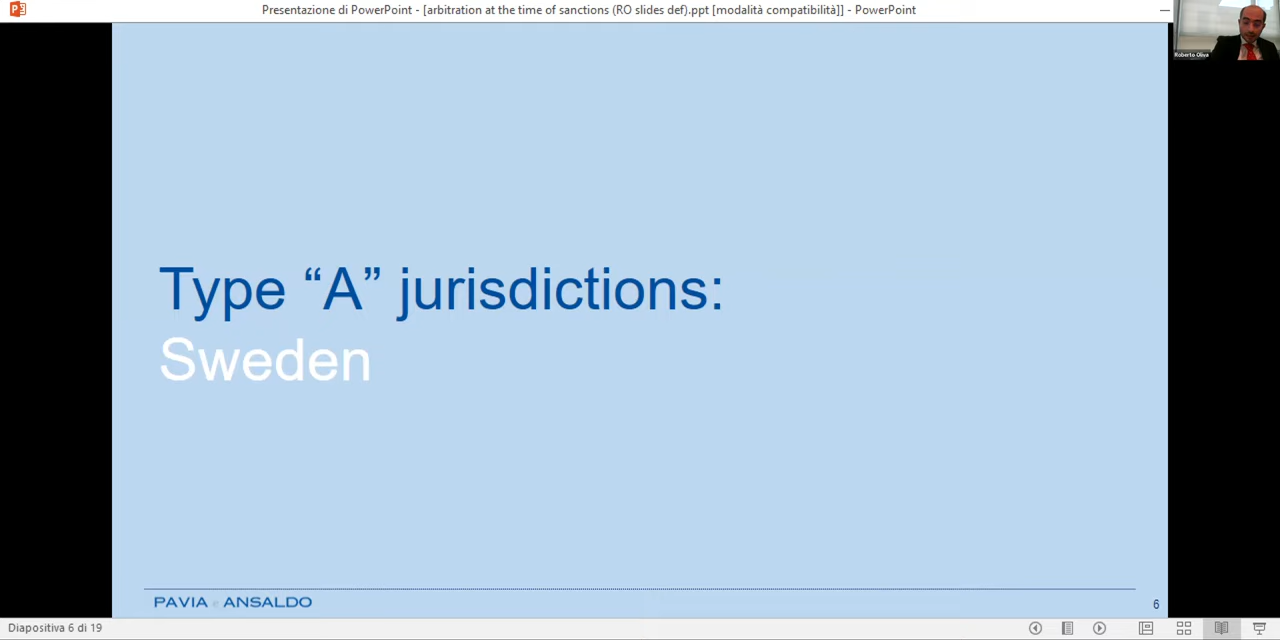 Presentazione di PowerPoint - [arbitration at the time of sanctions (RO slides def).ppt [modalità compatibilità]] - PowerPoint
Roberto Oliva
Type “A” jurisdictions:
Sweden
PAVIA e ANSALDO
6
Diapositiva 6 di 19